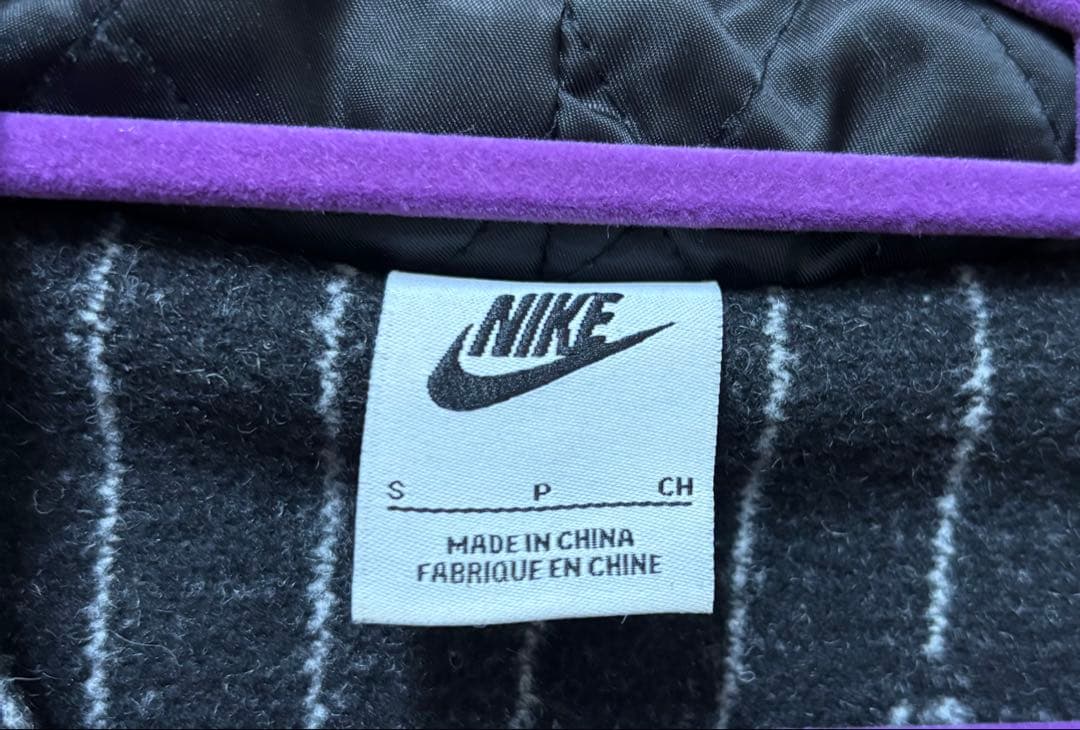 NIKE
S P CH
MADE IN CHINA
FABRIQUE EN CHINE